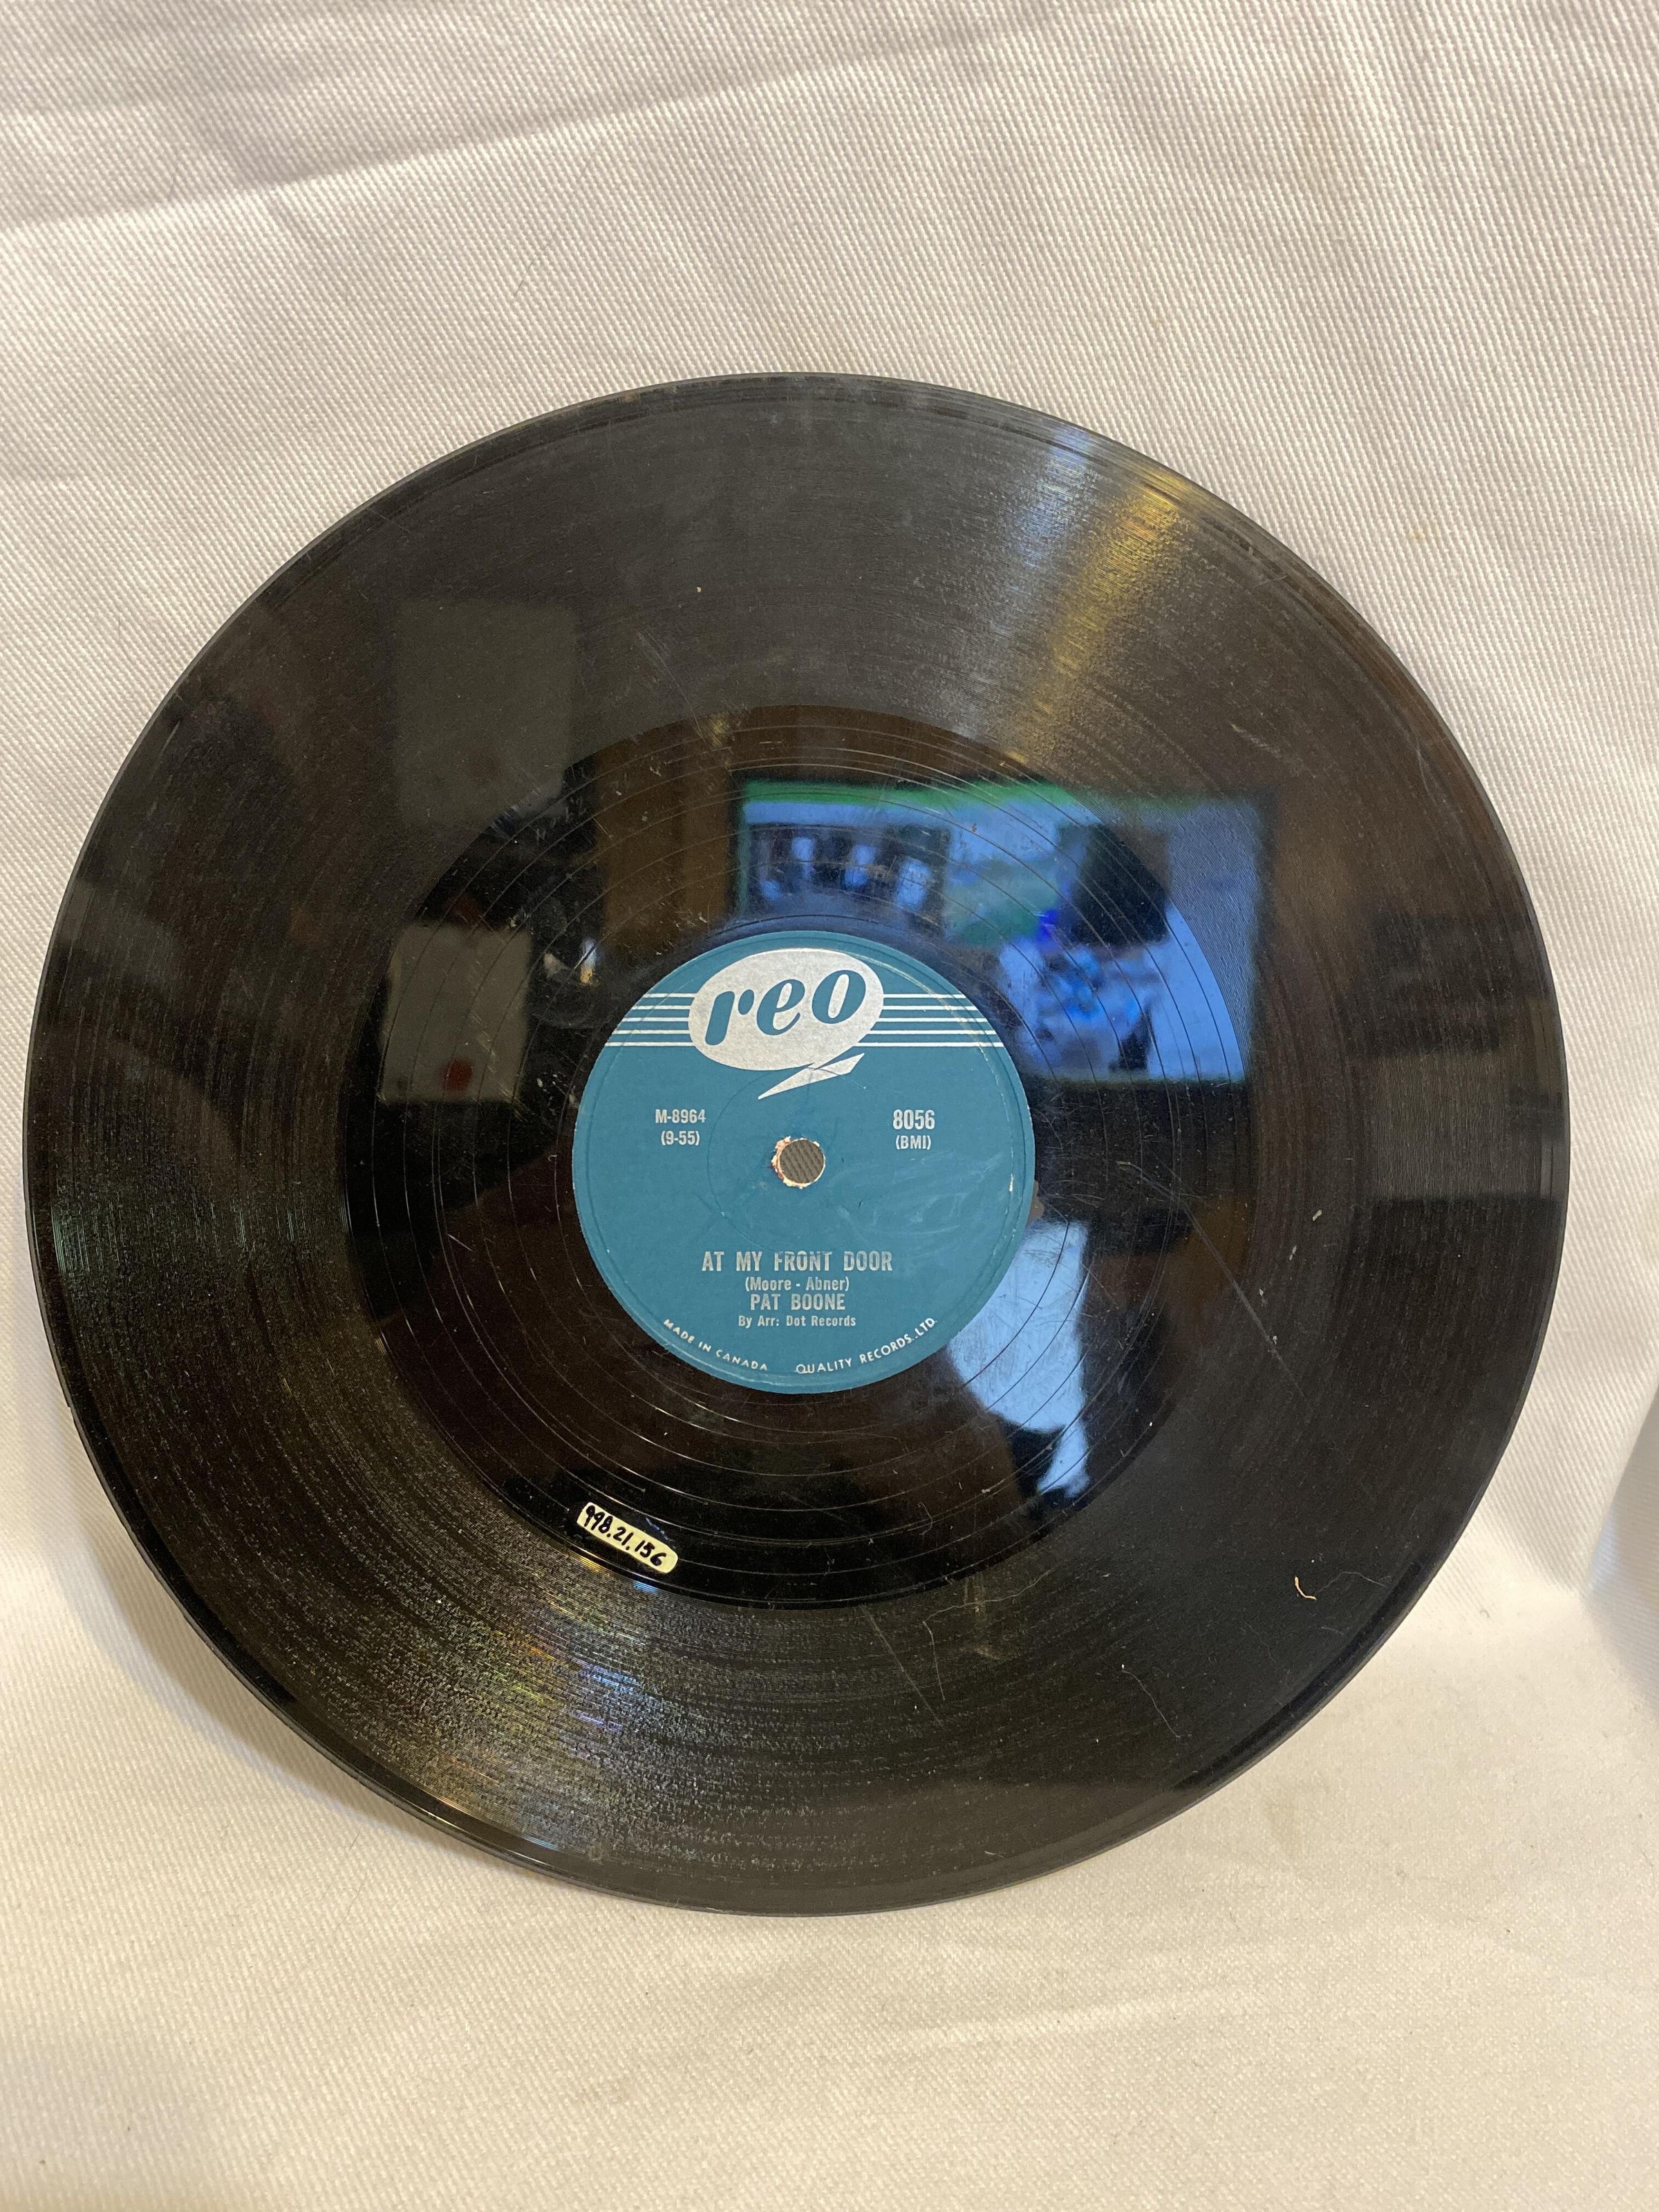 reo
M-8964
(9-55)
8056
(BMI)
AT MY FRONT DOOR
(Moore - Abner)
PAT BOONE
By Arr: Dot Records
MADE IN CANADA QUALITY RECORDS, LTD.
998.21.156